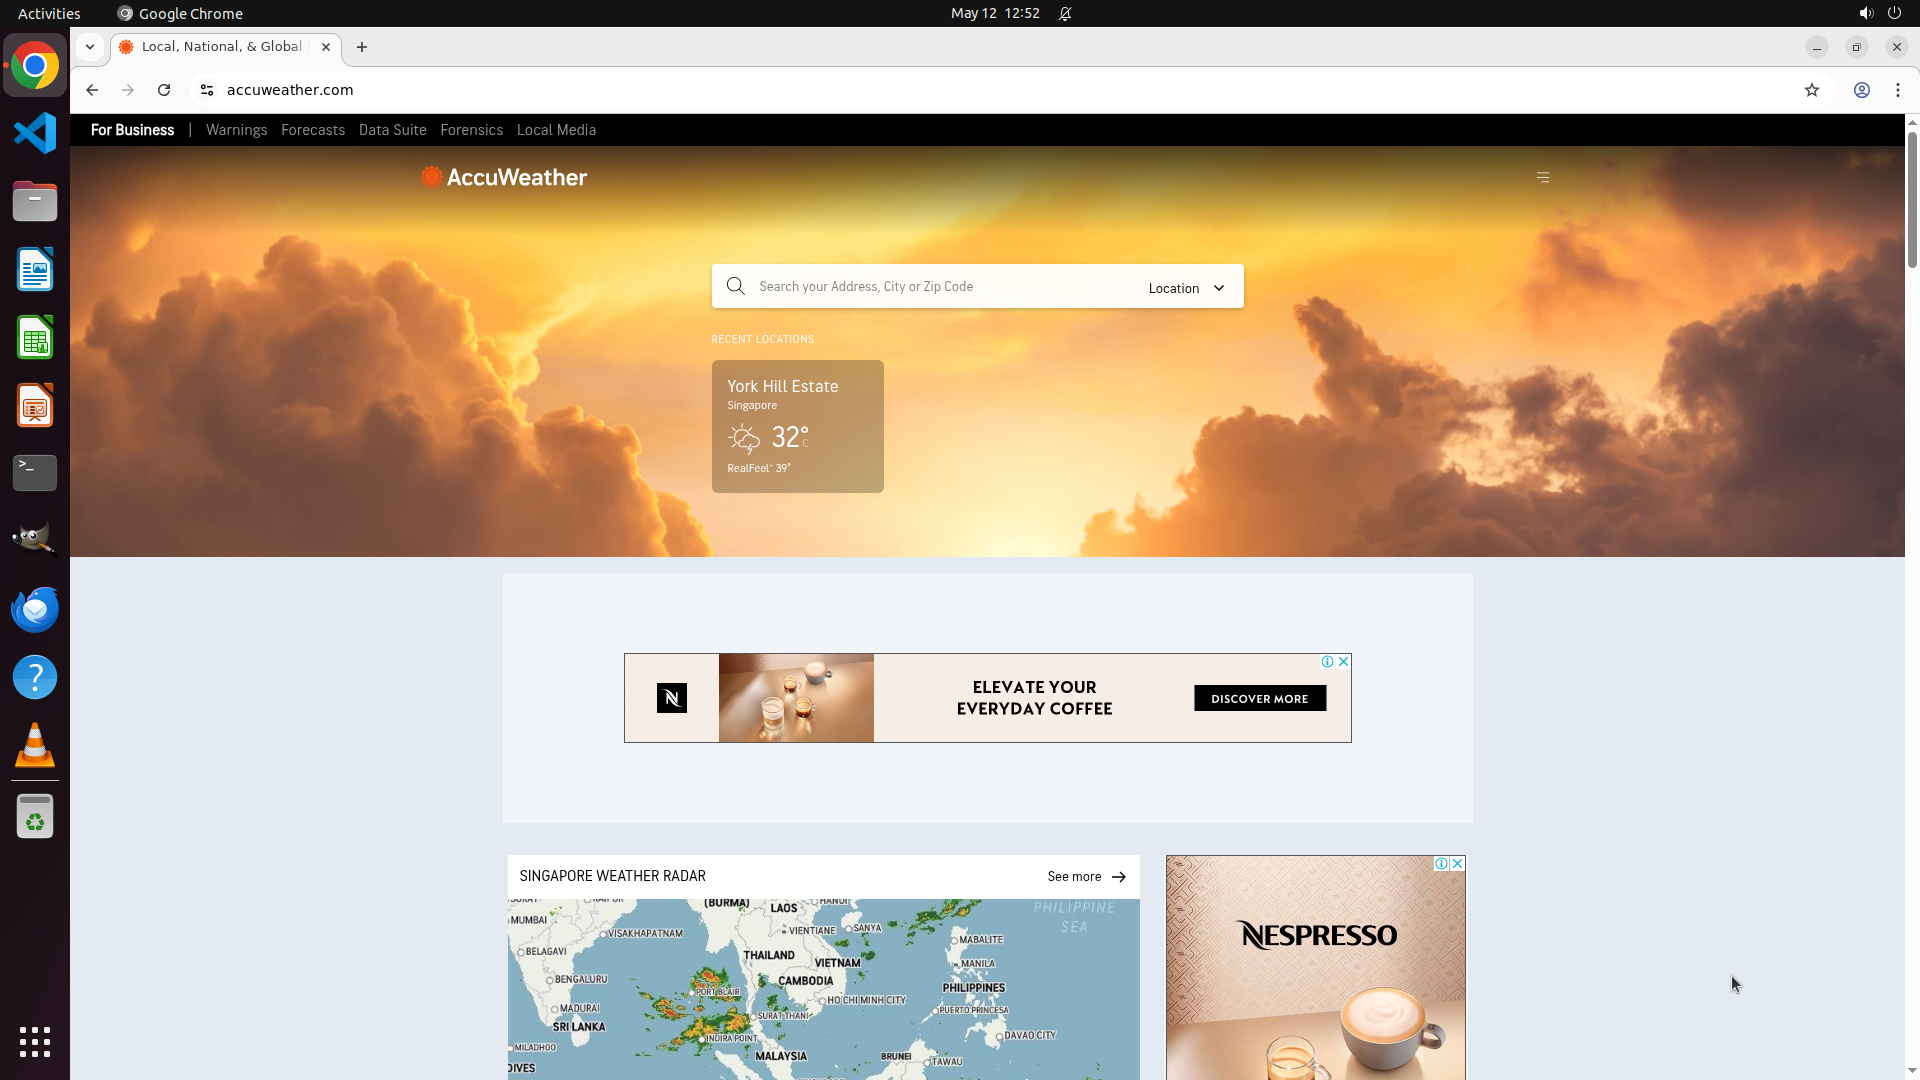 Activities
Google Chrome
May 12 12:52
Local, National, & Global
accuweather.com
For Business | Warnings Forecasts Data Suite Forensics Local Media
AccuWeather
Search your Address, City or Zip Code
Location
RECENT LOCATIONS
York Hill Estate
Singapore
32°
C
RealFeel® 39°
N
ELEVATE YOUR
EVERYDAY COFFEE
DISCOVER MORE
SINGAPORE WEATHER RADAR
See more
(BURMA)
LAOS
HANOI
PHILIPPINE
SEA
MUMBAI
VISAKHAPATNAM
VIENTIANE
SANYA
BELAGAVI
THAILAND
VIETNAM
MABALITE
MANILA
BENGALURU
CAMBODIA
PHILIPPINES
PORT BLAIR
HO CHI MINH CITY
MADURAI
SURAT THANI
PUERTO PRINCESA
SRI LANKA
INDIRA POINT
DAVAO CITY
MILADHOO
MALAYSIA
BRUNEI
TAWAU
DIVES
NESPRESSO